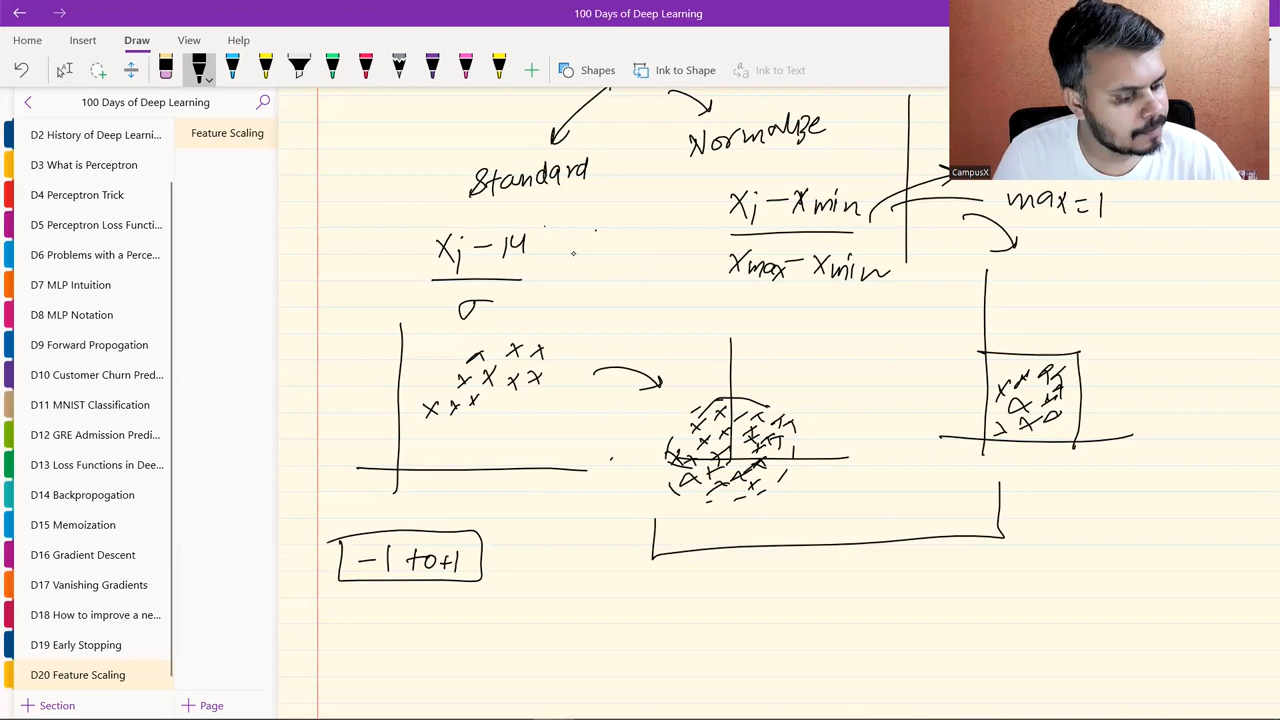 100 Days of Deep Learning
Home Insert Draw View Help
Shapes Ink to Shape Ink to Text
100 Days of Deep Learning
D2 History of Deep Learni...
D3 What is Perceptron
D4 Perceptron Trick
D5 Perceptron Loss Functi...
D6 Problems with a Perce...
D7 MLP Intuition
D8 MLP Notation
D9 Forward Propogation
D10 Customer Churn Pred...
D11 MNIST Classification
D12 GRE Admission Predi...
D13 Loss Functions in Dee...
D14 Backpropogation
D15 Memoization
D16 Gradient Descent
D17 Vanishing Gradients
D18 How to improve a ne...
D19 Early Stopping
D20 Feature Scaling
Section
Feature Scaling
Page
CampusX
Normalize
Standard
xi - xmin
xmax - xmin
max = 1
xi - μ
σ
-1 to +1